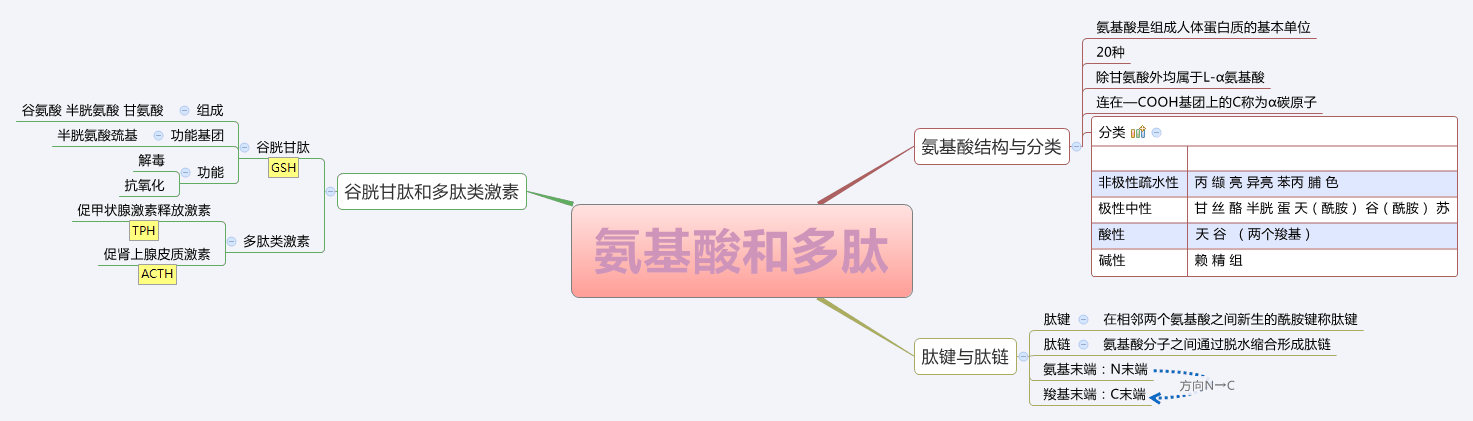 氨基酸和多肽
氨基酸结构与分类
氨基酸是组成人体蛋白质的基本单位
20种
除甘氨酸外均属于L-α氨基酸
连在—COOH基团上的C称为α碳原子
分类
非极性疏水性 丙 缬 亮 异亮 苯丙 脯 色
极性中性 甘 丝 酪 半胱 蛋 天（酰胺） 谷（酰胺） 苏
酸性 天 谷 （两个羧基）
碱性 赖 精 组
肽键与肽链
肽键 在相邻两个氨基酸之间新生的酰胺键称肽键
肽链 氨基酸分子之间通过脱水缩合形成肽链
氨基末端：N末端
方向N→C
羧基末端：C末端
谷胱甘肽和多肽类激素
谷胱甘肽
GSH
谷氨酸 半胱氨酸 甘氨酸 组成
半胱氨酸巯基 功能基团
功能
解毒
抗氧化
多肽类激素
促甲状腺激素释放激素
TPH
促肾上腺皮质激素
ACTH